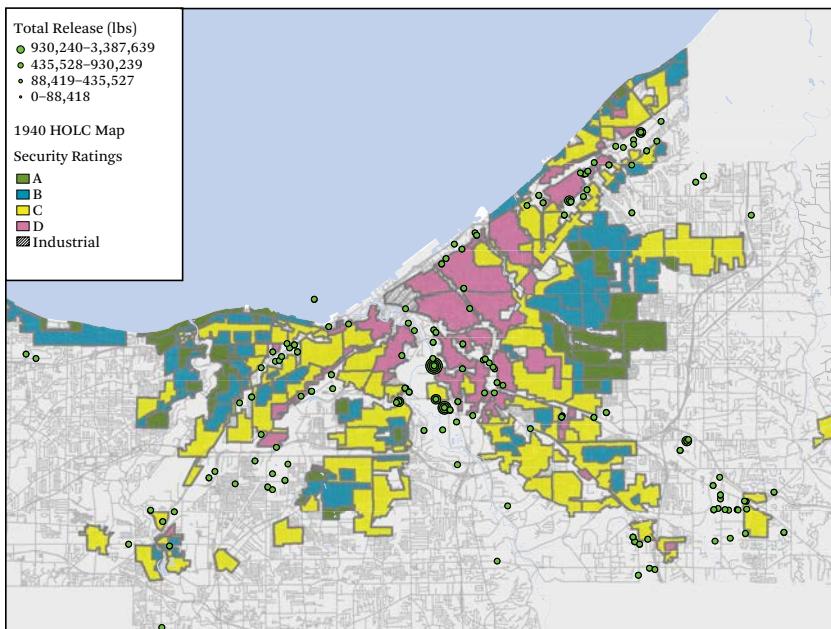 Total Release (lbs)
930,240–3,387,639
435,528–930,239
88,419–435,527
0–88,418
1940 HOLC Map
Security Ratings
A
B
C
D
Industrial